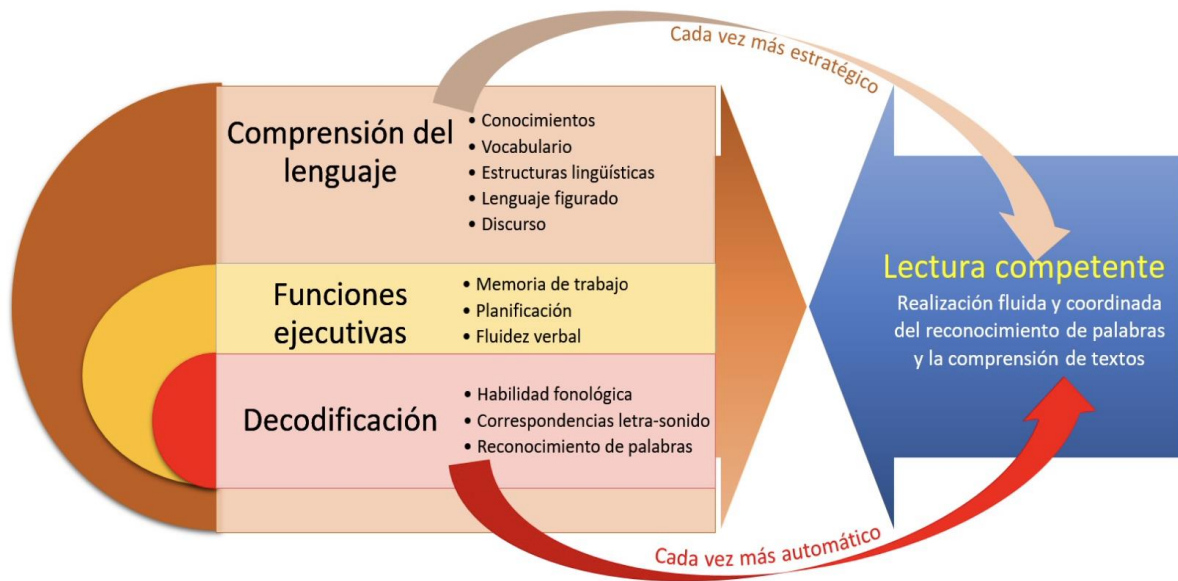 Cada vez más estratégico
Comprensión del
lenguaje
• Conocimientos
• Vocabulario
• Estructuras lingüísticas
• Lenguaje figurado
• Discurso
Funciones
ejecutivas
• Memoria de trabajo
• Planificación
• Fluidez verbal
Decodificación
• Habilidad fonológica
• Correspondencias letra-sonido
• Reconocimiento de palabras
Lectura competente
Realización fluida y coordinada
del reconocimiento de palabras
y la comprensión de textos
Cada vez más automático